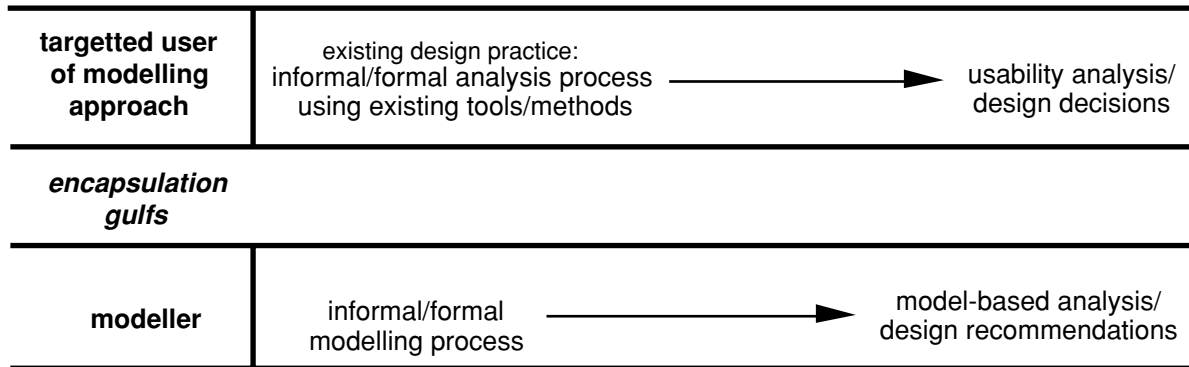 targetted user
of modelling
approach
existing design practice:
informal/formal analysis process
using existing tools/methods
usability analysis/
design decisions
encapsulation
gulfs
modeller
informal/formal
modelling process
model-based analysis/
design recommendations